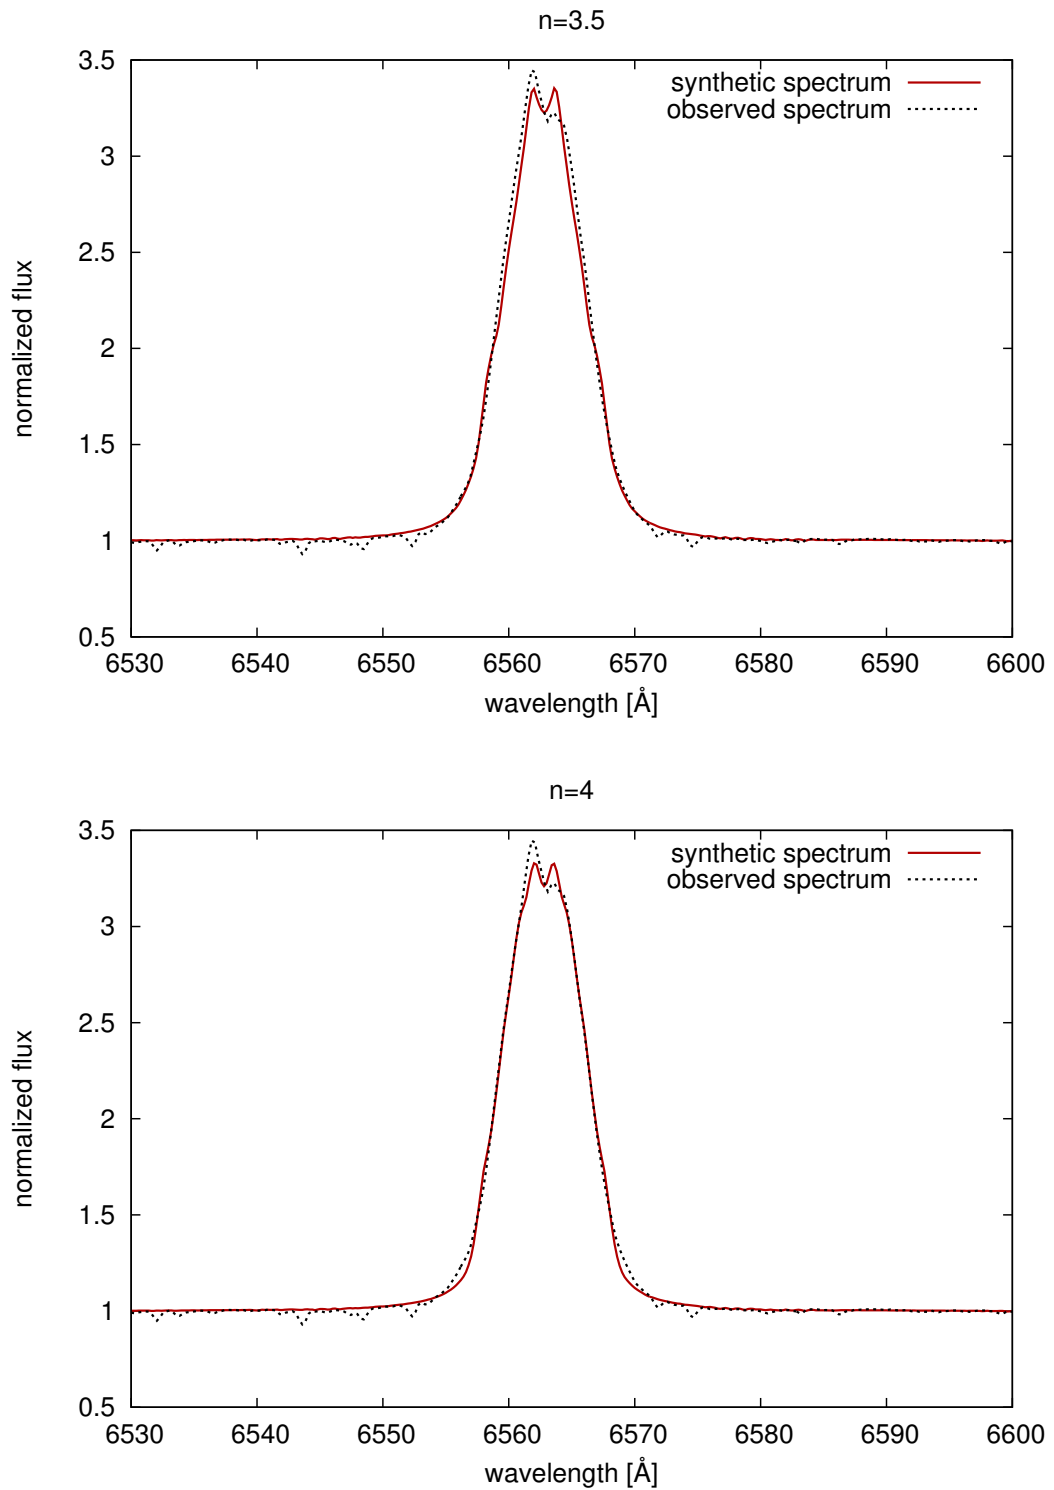 n=3.5
3.5
synthetic spectrum
observed spectrum
3
2.5
normalized flux
2
1.5
1
0.5
6530 6540 6550 6560 6570 6580 6590 6600
wavelength [Å]
n=4
3.5
synthetic spectrum
observed spectrum
3
2.5
normalized flux
2
1.5
1
0.5
6530 6540 6550 6560 6570 6580 6590 6600
wavelength [Å]